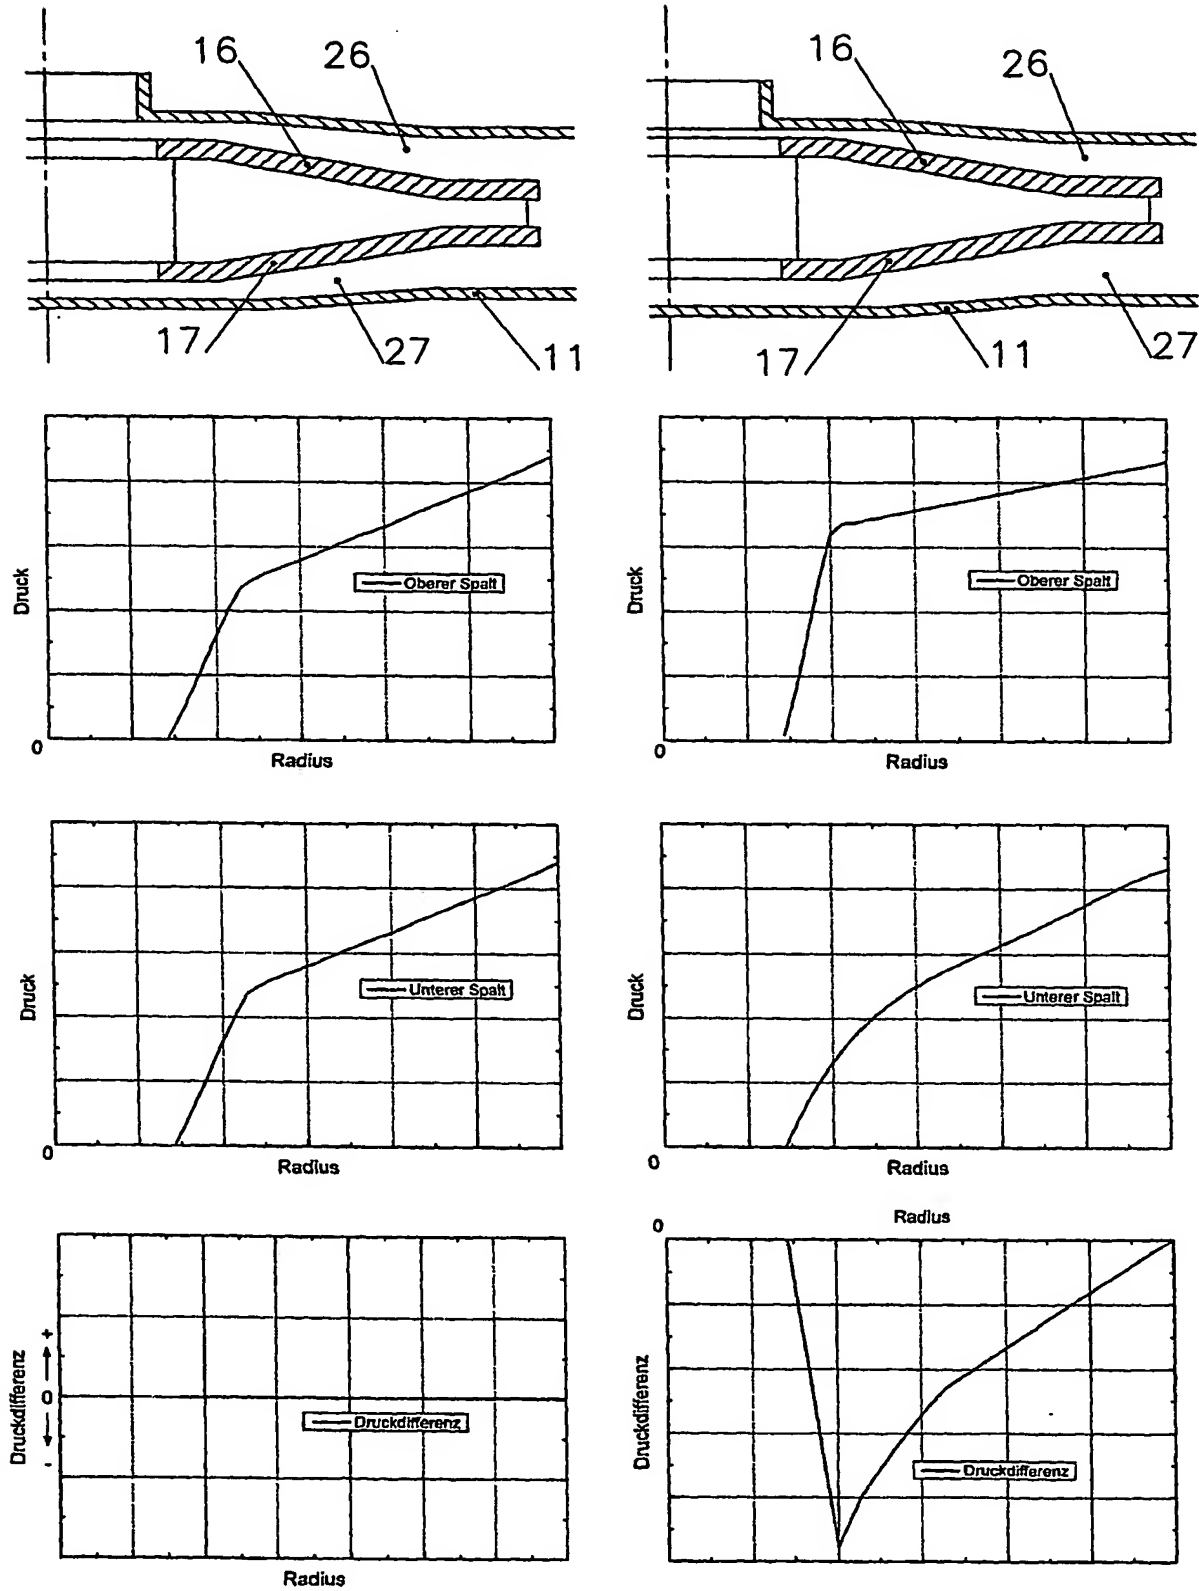 16
26
17
27
11
16
26
17
11
27
Druck
Oberer Spalt
0
Radius
Druck
Oberer Spalt
0
Radius
Druck
Unterer Spalt
0
Radius
Druck
Unterer Spalt
0
Radius
Druckdifferenz
+
0
-
Druckdifferenz
Radius
0
Radius
Druckdifferenz
Druckdifferenz